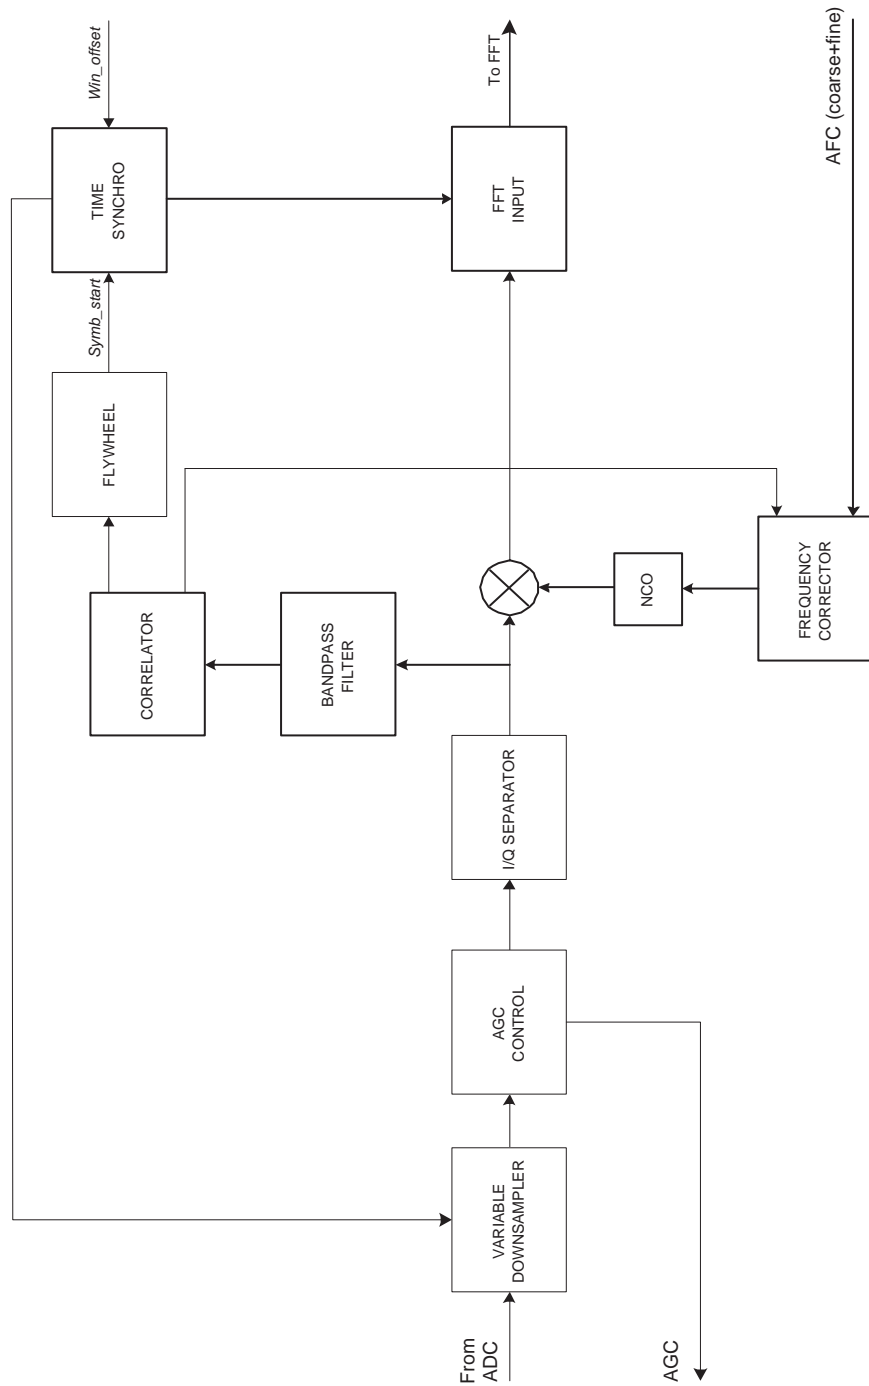 From
ADC
VARIABLE
DOWNSAMPLER
AGC
CONTROL
AGC
I/Q SEPARATOR
BANDPASS
FILTER
CORRELATOR
FLYWHEEL
Symb_start
TIME
SYNCHRO
Win_offset
NCO
FREQUENCY
CORRECTOR
AFC (coarse+fine)
FFT
INPUT
To FFT